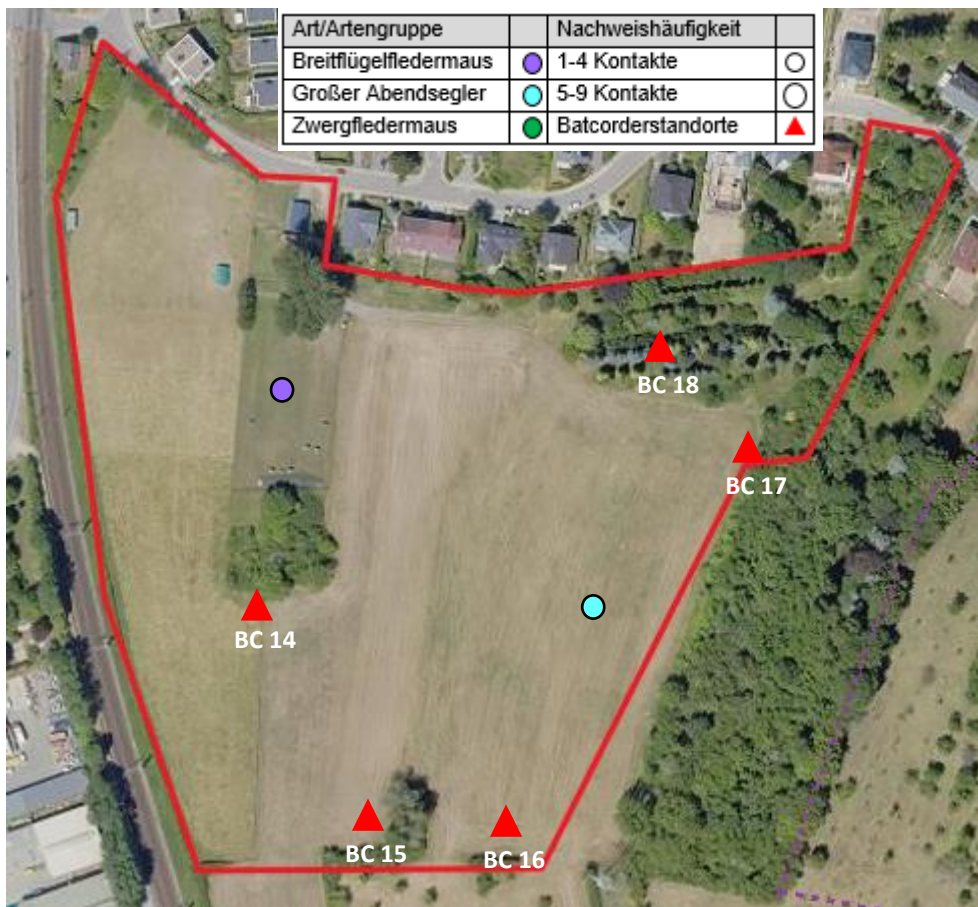 Art/Artengruppe Nachweishäufigkeit
Breitflügelfledermaus 1-4 Kontakte
Großer Abendsegler 5-9 Kontakte
Zwergfledermaus Batcorderstandorte
BC 18
BC 17
BC 14
BC 15
BC 16